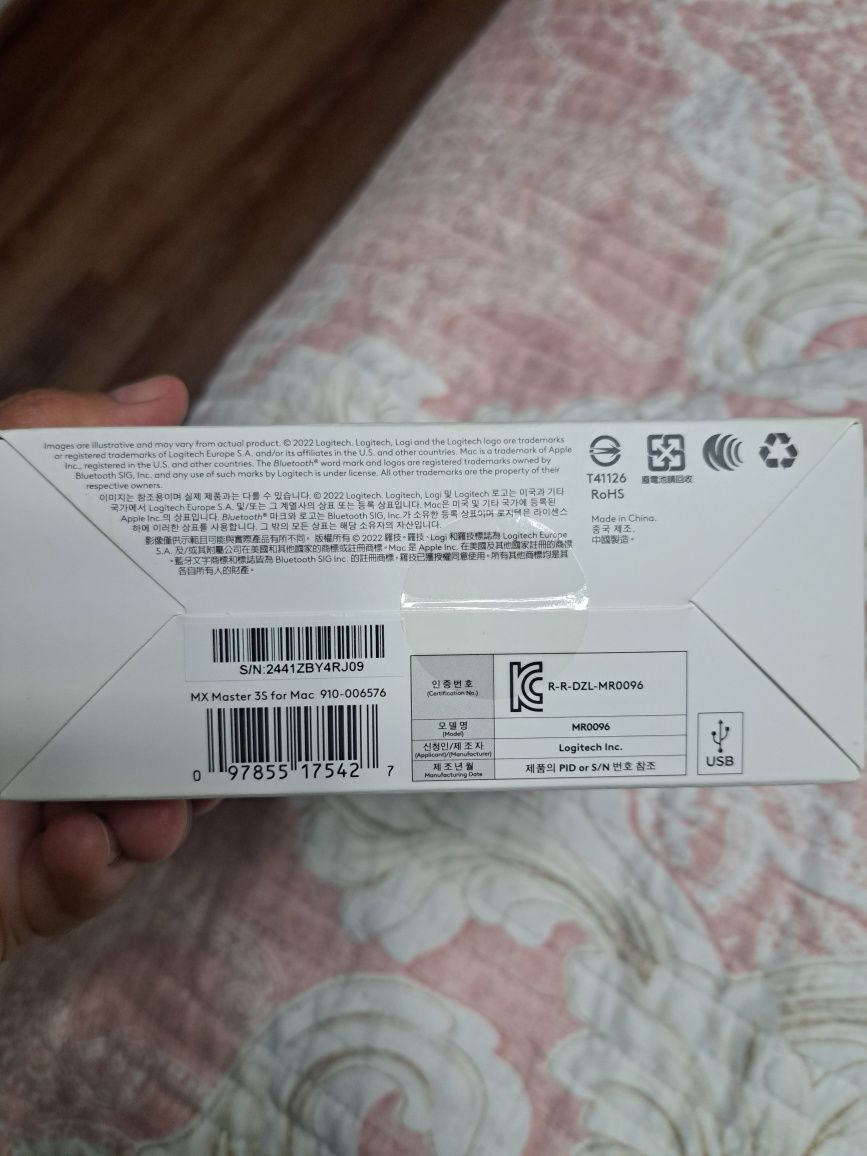 Images are illustrative and may vary from actual product. © 2022 Logitech. Logitech, Logi and the Logitech logo are trademarks
or registered trademarks of Logitech Europe S.A. and/or its affiliates in the U.S. and other countries. Mac is a trademark of Apple
Inc., registered in the U.S. and other countries. The Bluetooth® word mark and logos are registered trademarks owned by
Bluetooth SIG, Inc. and any use of such marks by Logitech is under license. All other trademarks are the property of their
respective owners.
이미지는 참조용이며 실제 제품과는 다를 수 있습니다. © 2022 Logitech. Logitech, Logi 및 Logitech 로고는 미국과 기타
국가에서 Logitech Europe S.A. 및/또는 그 계열사의 상표 또는 등록 상표입니다. Mac은 미국 및 기타 국가에 등록된
Apple Inc.의 상표입니다. Bluetooth® 마크와 로고는 Bluetooth SIG, Inc.가 소유한 등록 상표이며 로지텍은 라이센스
하에 이러한 상표를 사용합니다. 그 밖의 모든 상표는 해당 소유자의 자산입니다.
影像僅供示範且可能與實際產品有所不同。版權所有 © 2022 羅技。羅技、Logi 和羅技標誌為 Logitech Europe
S.A. 及/或其附屬公司在美國和其他國家的商標或註冊商標。Mac 是 Apple Inc. 在美國及其他國家註冊的商標
。藍牙文字商標和標誌皆為 Bluetooth SIG Inc. 的註冊商標，羅技已獲授權同意使用。所有其他商標均是其
各自所有人的財產。
T41126
RoHS
廢電池請回收
Made in China.
중국 제조.
中國製造。
S/N:2441ZBY4RJ09
MX Master 3S for Mac 910-006576
0 97855 17542 7
인증번호
(Certification No.)
R-R-DZL-MR0096
모델명
(Model)
MR0096
신청인/제조자
(Applicant)/(Manufacturer)
Logitech Inc.
제조년월
Manufacturing Date
제품의 PID or S/N 번호 참조
USB